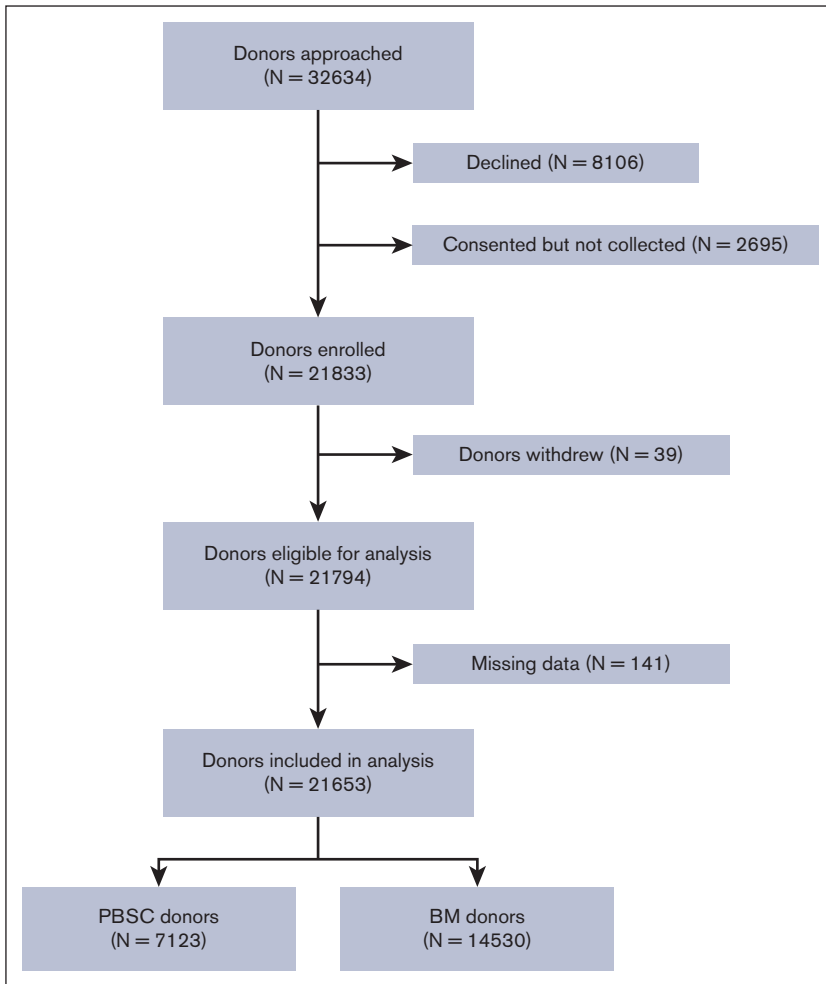 Donors approached
(N = 32634)
Declined (N = 8106)
Consented but not collected (N = 2695)
Donors enrolled
(N = 21833)
Donors withdrew (N = 39)
Donors eligible for analysis
(N = 21794)
Missing data (N = 141)
Donors included in analysis
(N = 21653)
PBSC donors
(N = 7123)
BM donors
(N = 14530)